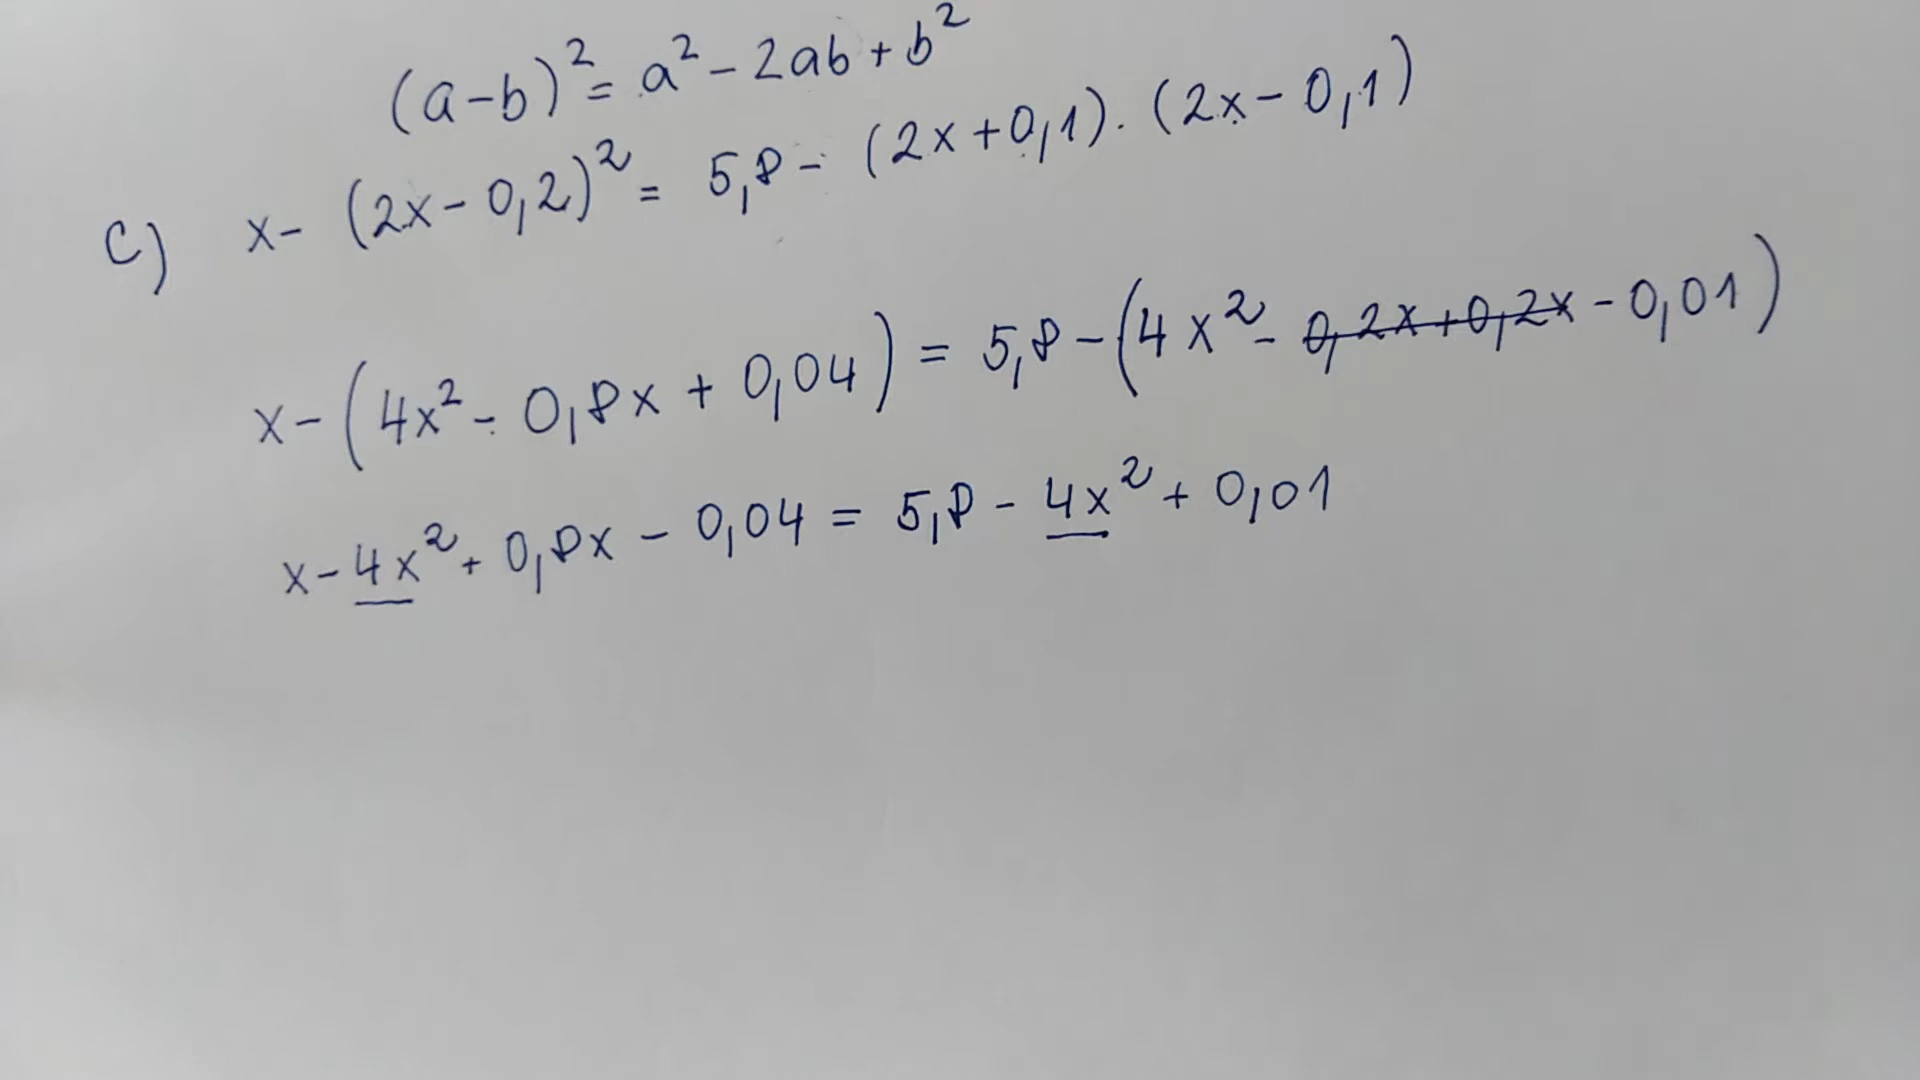 (a-b)² = a² - 2ab + b²
c) x - (2x - 0,2)² = 5,8 - (2x + 0,1) . (2x - 0,1)
x - (4x² - 0,8x + 0,04) = 5,8 - (4x² - 0,2x + 0,2x - 0,01)
x - 4x² + 0,8x - 0,04 = 5,8 - 4x² + 0,01